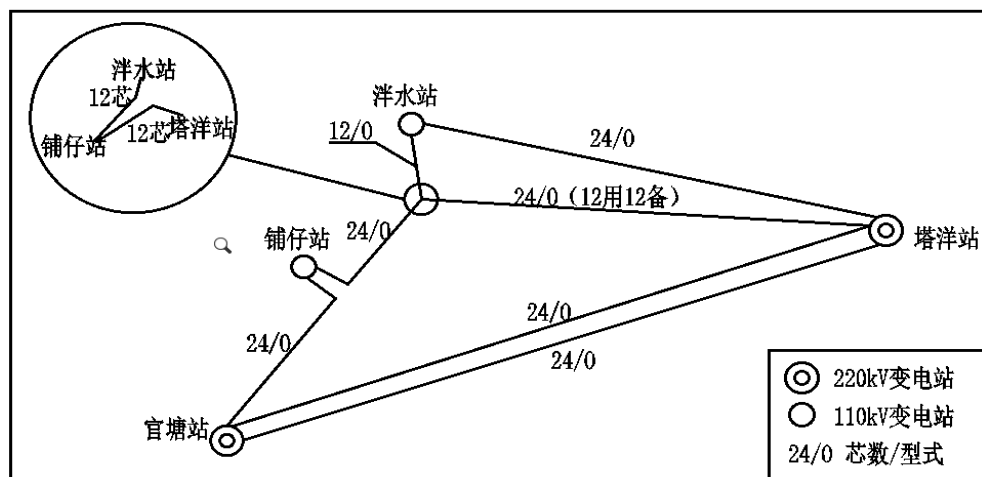 泮水站
12芯
塔洋站
12芯
铺仔站
泮水站
12/0
24/0
24/0（12用12备）
塔洋站
24/0
铺仔站
24/0
24/0
24/0
官塘站
220kV变电站
110kV变电站
24/0 芯数/型式